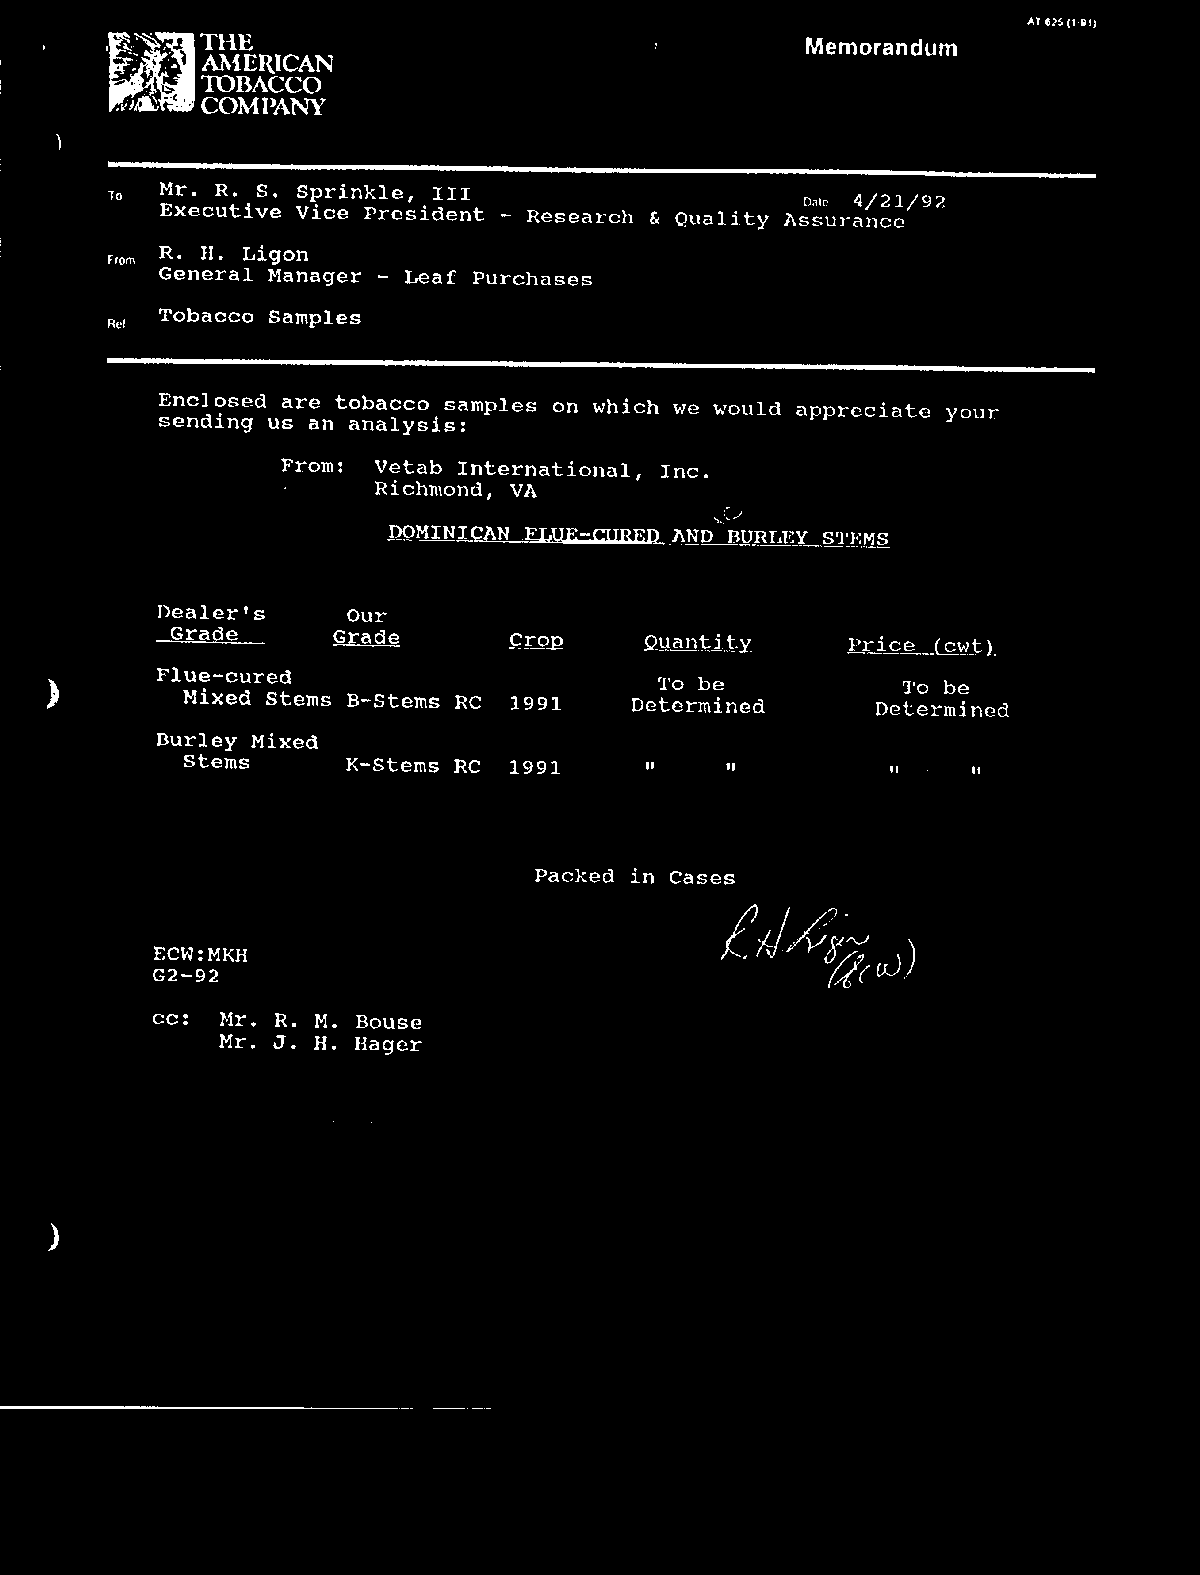 AT 625 (1-91)
THE
AMERICAN
TOBACCO
COMPANY
Memorandum
To Mr. R. S. Sprinkle, III Date 4/21/92
Executive Vice President - Research & Quality Assurance
From R. H. Ligon
General Manager - Leaf Purchases
Ref Tobacco Samples
Enclosed are tobacco samples on which we would appreciate your
sending us an analysis:
From: Vetab International, Inc.
Richmond, VA
DOMINICAN FLUE-CURED AND BURLEY STEMS
Dealer's Our
Grade Grade Crop Quantity Price (cwt)
Flue-cured To be To be
Mixed Stems B-Stems RC 1991 Determined Determined
Burley Mixed
Stems K-Stems RC 1991 " " " "
Packed in Cases
R H Ligon
ECW:MKH
G2-92
cc: Mr. R. M. Bouse
Mr. J. H. Hager